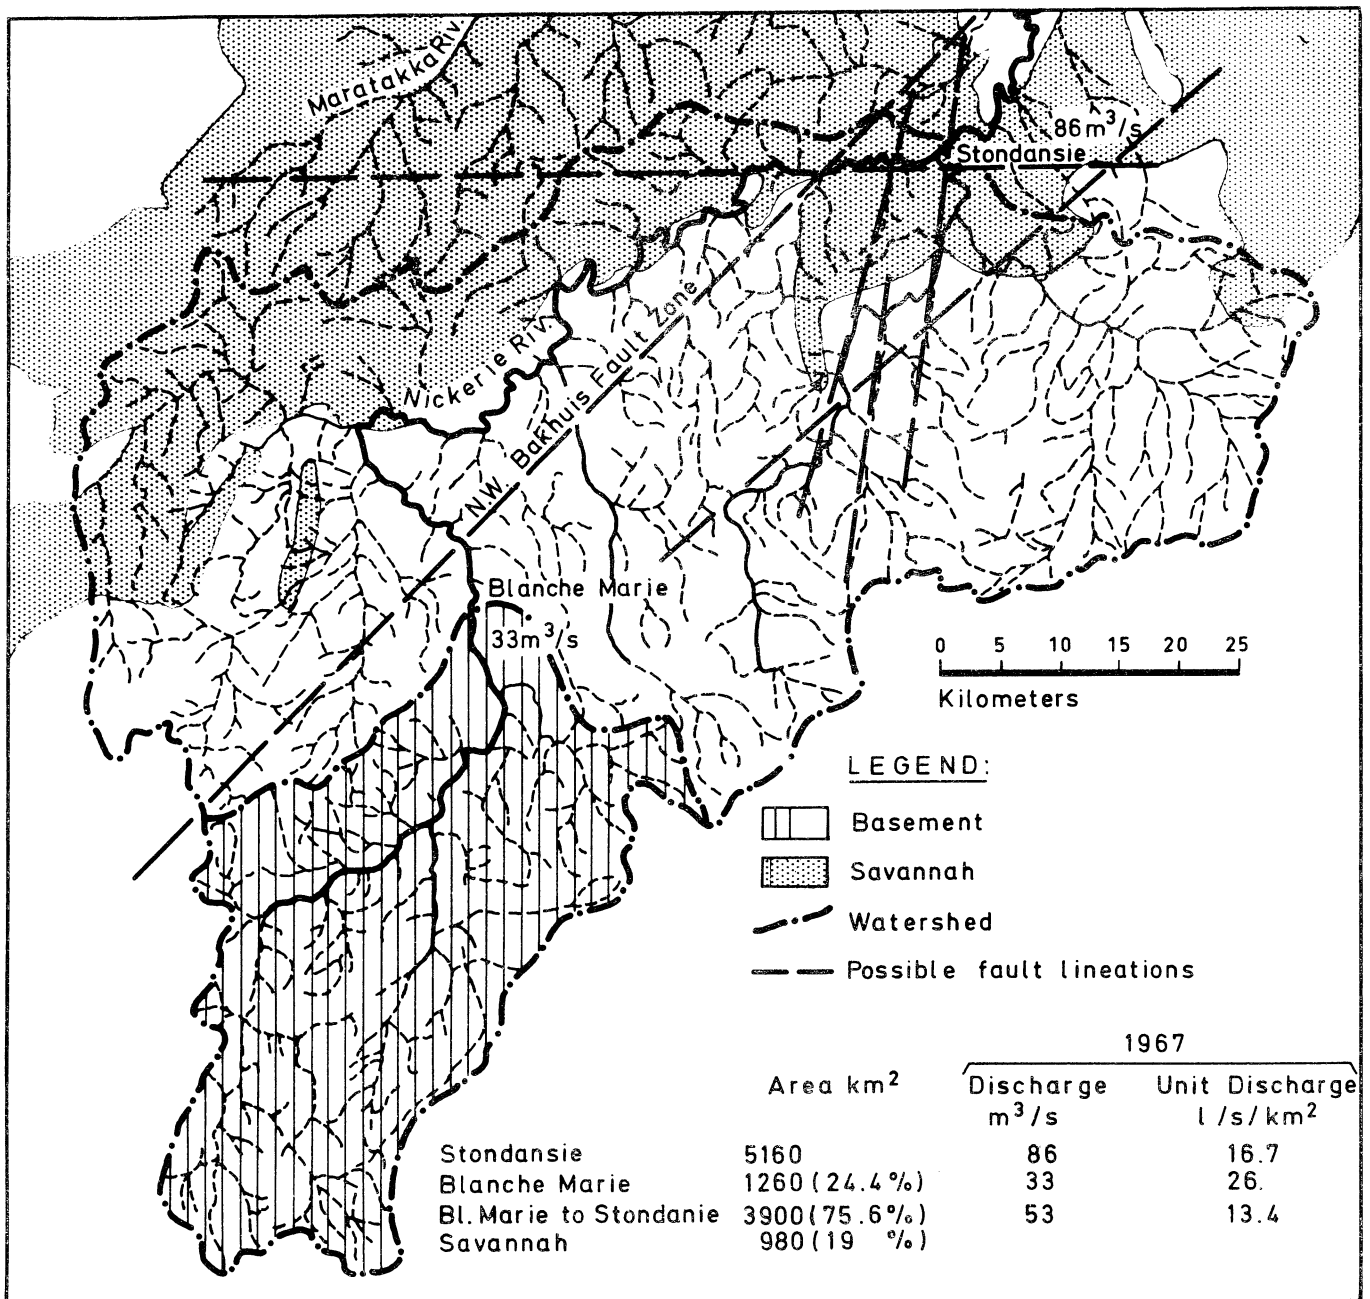 Maratakka Riv.
86m³/s
Stondansie
Nickerie Riv.
N.W. Bakhuis Fault Zone
Blanche Marie
33m³/s
0 5 10 15 20 25
Kilometers
LEGEND:
Basement
Savannah
Watershed
Possible fault lineations
1967
Area km² Discharge Unit Discharge
m³/s l/s/km²
Stondansie 5160 86 16.7
Blanche Marie 1260 (24.4%) 33 26.
Bl. Marie to Stondanie 3900 (75.6%) 53 13.4
Savannah 980 (19 %)